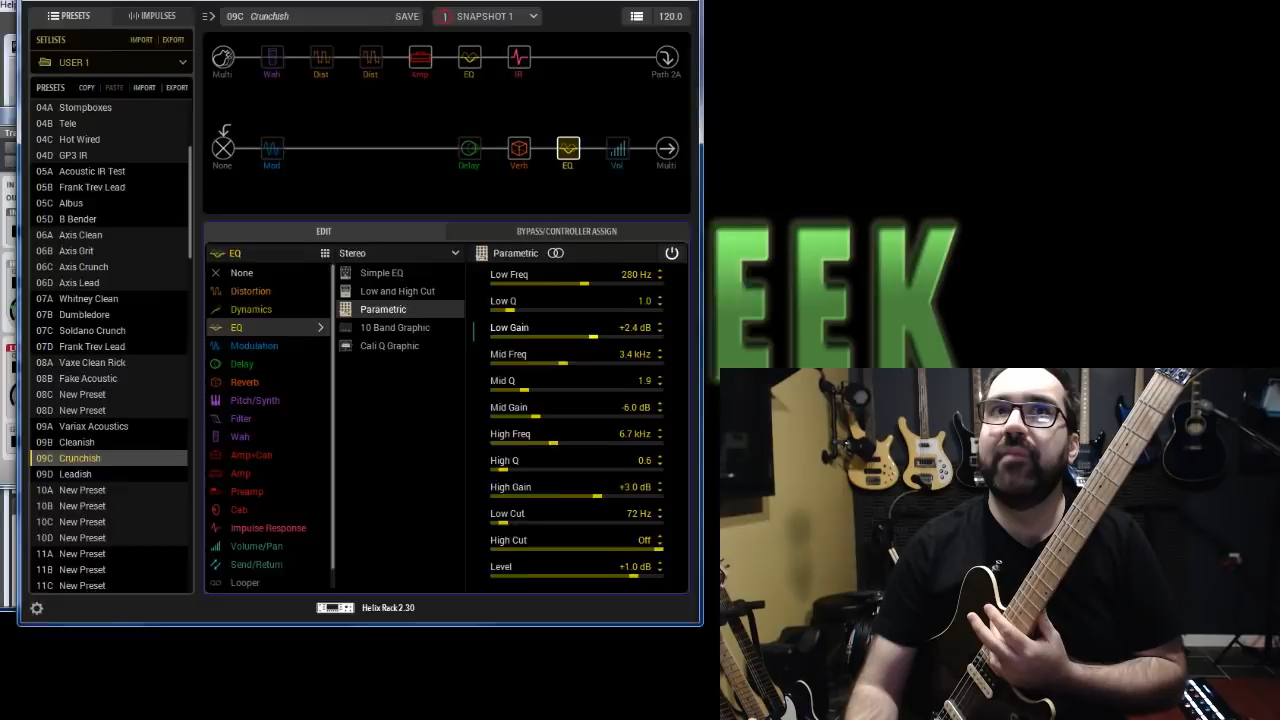 Help
PRESETS
IMPULSES
09C Crunchish
SAVE
1 SNAPSHOT 1
120.0
SETLISTS
IMPORT
EXPORT
USER 1
PRESETS
COPY
PASTE
IMPORT
EXPORT
04A Stompboxes
04B Tele
04C Hot Wired
04D GP3 IR
05A Acoustic IR Test
05B Frank Trev Lead
05C Albus
05D B Bender
06A Axis Clean
06B Axis Grit
06C Axis Crunch
06D Axis Lead
07A Whitney Clean
07B Dumbledore
07C Soldano Crunch
07D Frank Trev Lead
08A Vaxe Clean Rick
08B Fake Acoustic
08C New Preset
08D New Preset
09A Variax Acoustics
09B Cleanish
09C Crunchish
09D Leadish
10A New Preset
10B New Preset
10C New Preset
10D New Preset
11A New Preset
11B New Preset
11C New Preset
Multi
Wah
Dist
Dist
Amp
EQ
IR
Path 2A
None
Mod
Delay
Verb
EQ
Vol
Multi
EDIT
BYPASS/CONTROLLER ASSIGN
EQ
Stereo
Parametric
None
Distortion
Dynamics
EQ
Modulation
Delay
Reverb
Pitch/Synth
Filter
Wah
Amp+Cab
Amp
Preamp
Cab
Impulse Response
Volume/Pan
Send/Return
Looper
Simple EQ
Low and High Cut
Parametric
10 Band Graphic
Cali Q Graphic
Low Freq 280 Hz
Low Q 1.0
Low Gain +2.4 dB
Mid Freq 3.4 kHz
Mid Q 1.9
Mid Gain -6.0 dB
High Freq 6.7 kHz
High Q 0.6
High Gain +3.0 dB
Low Cut 72 Hz
High Cut Off
Level +1.0 dB
Helix Rack 2.30
EEK